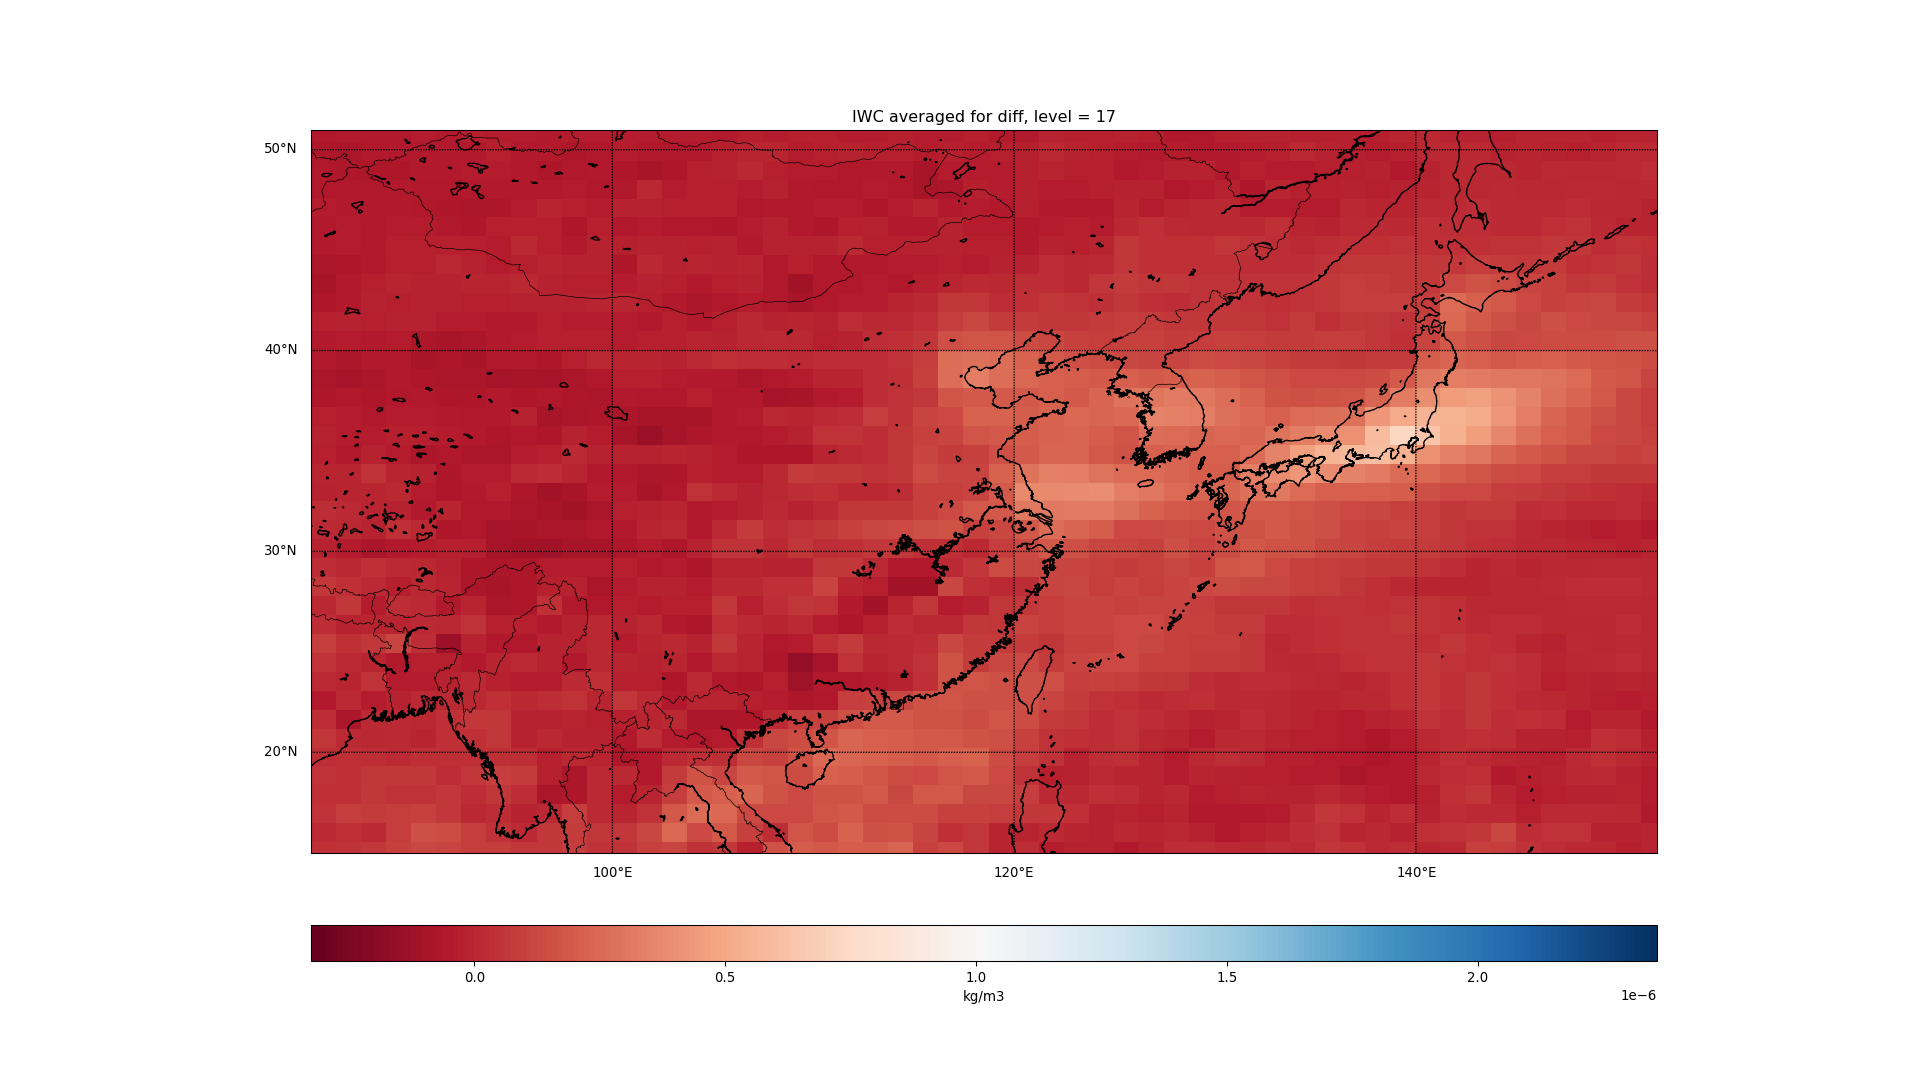 IWC averaged for diff, level = 17
50°N
40°N
30°N
20°N
100°E 120°E 140°E
0.0 0.5 1.0 1.5 2.0
kg/m3 1e−6